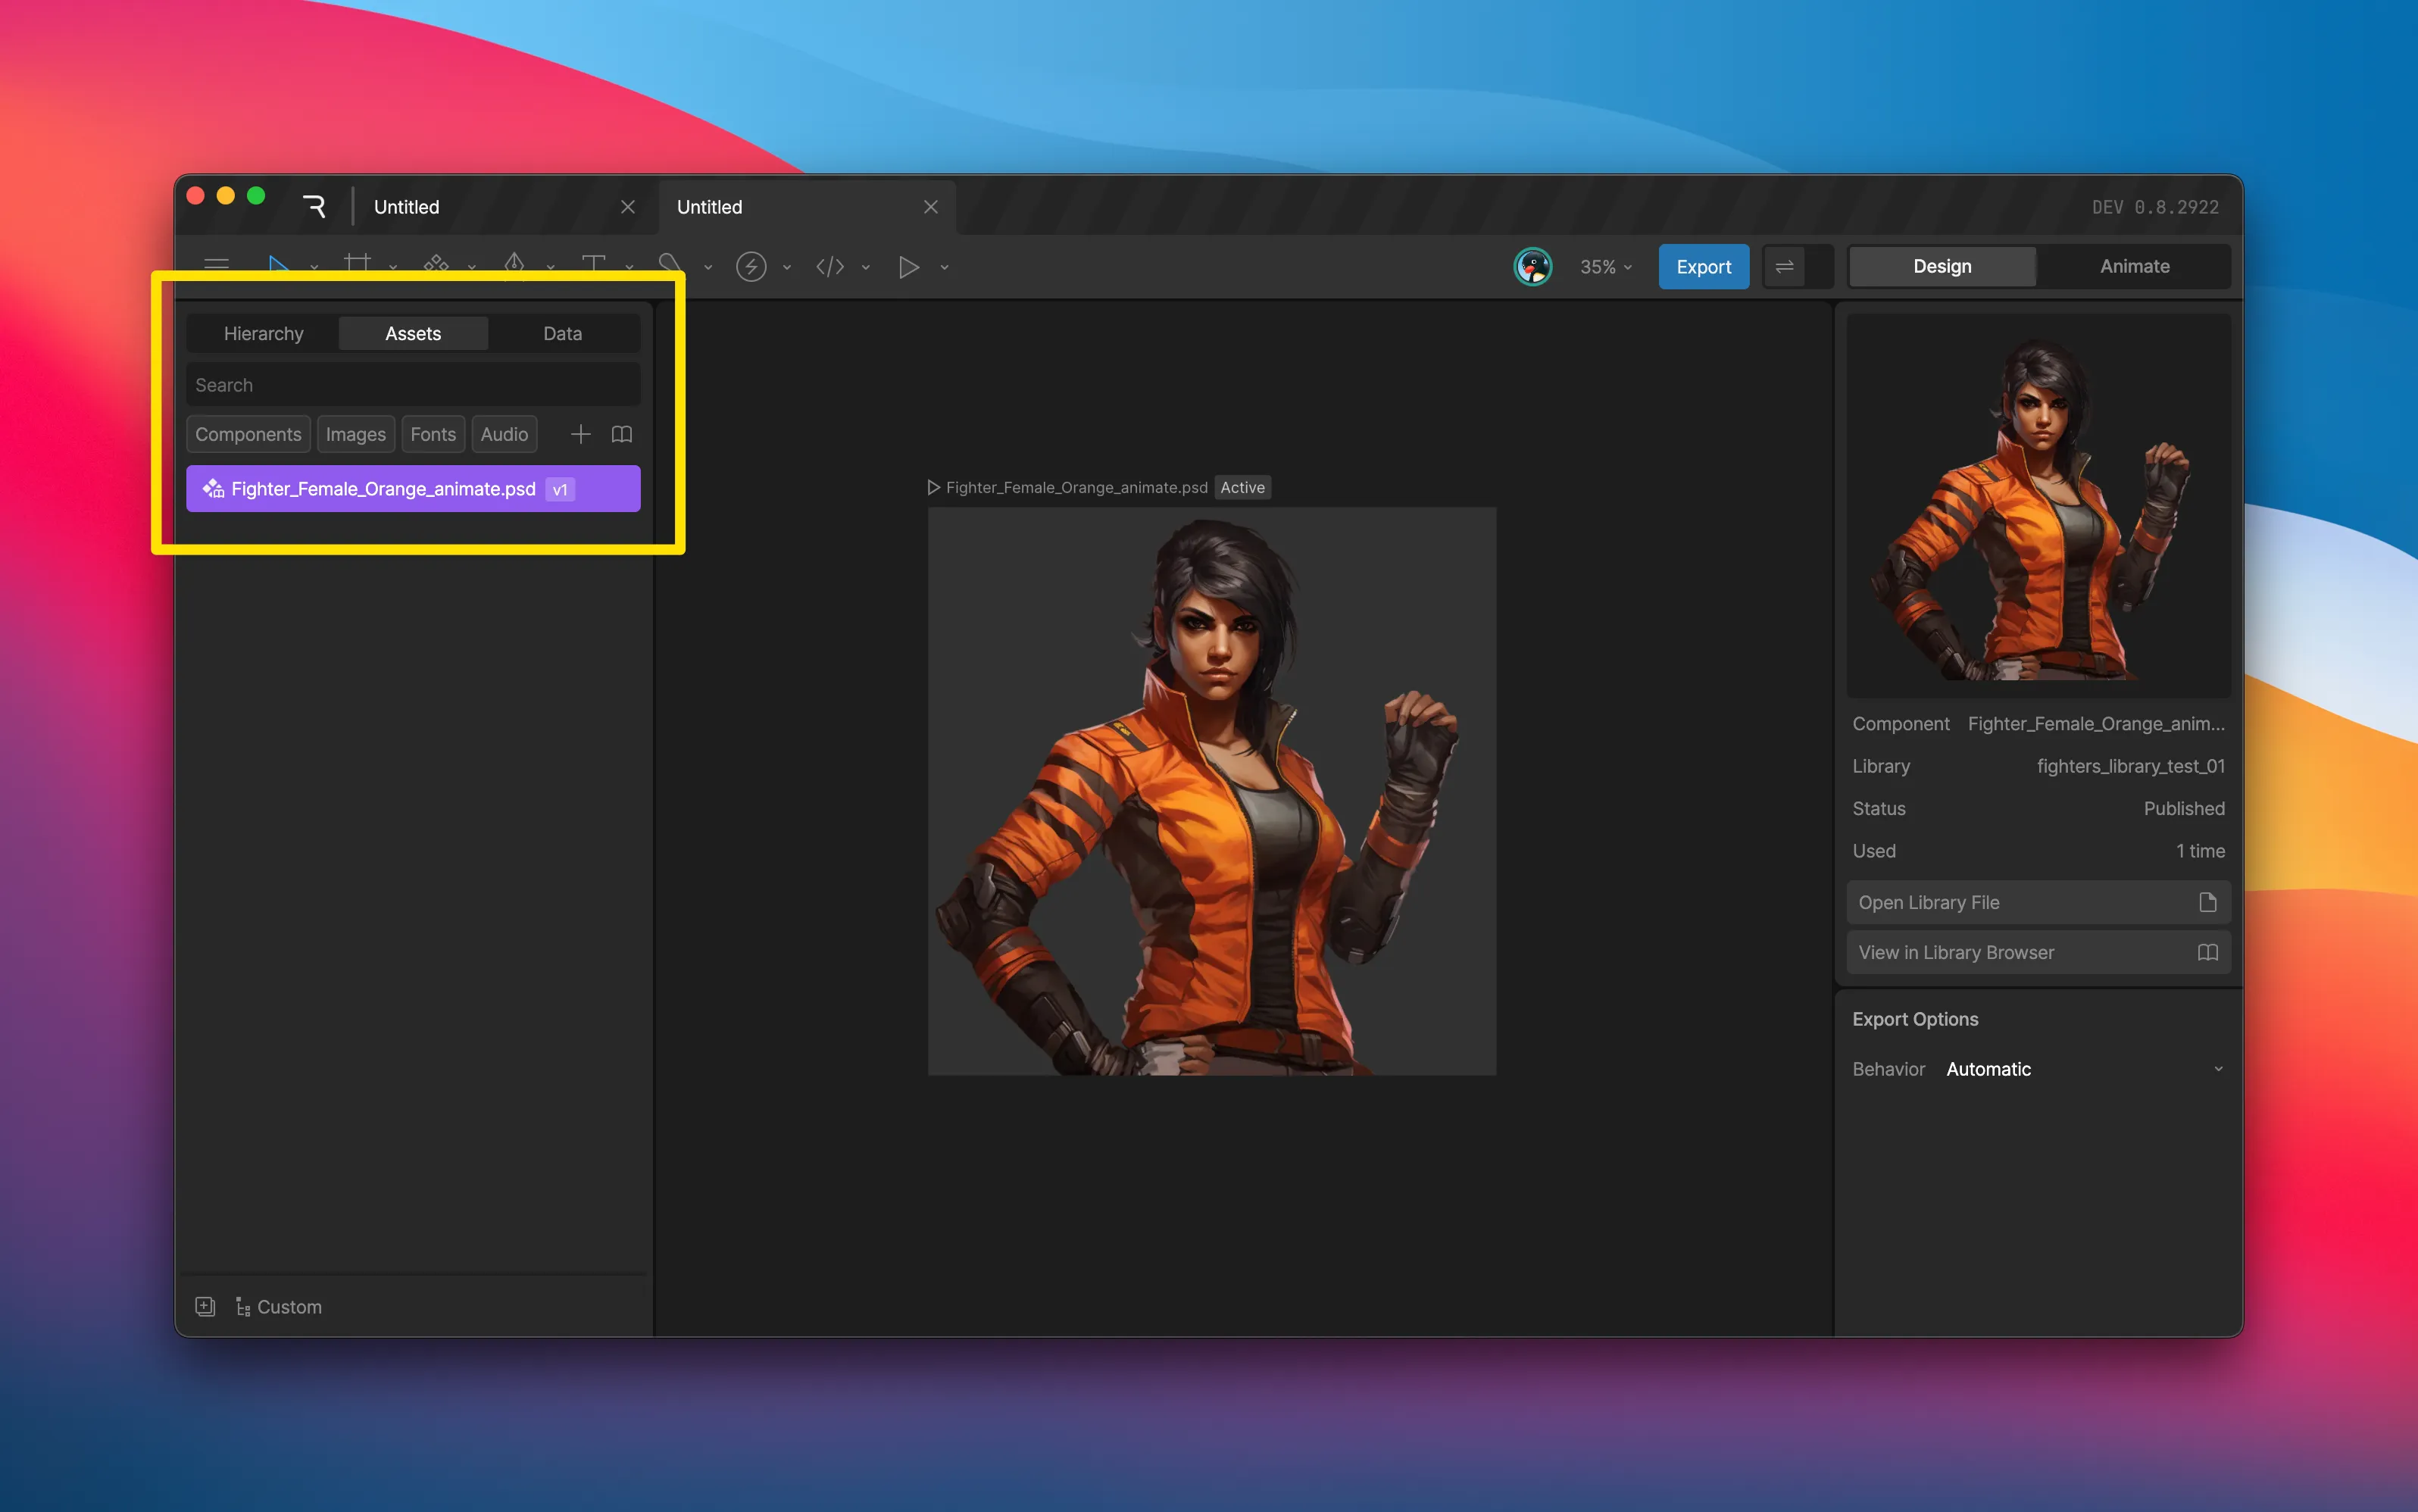 Untitled
Untitled
DEV 0.8.2922
35%
Export
Design
Animate
Hierarchy
Assets
Data
Search
Components
Images
Fonts
Audio
Fighter_Female_Orange_animate.psd v1
Fighter_Female_Orange_animate.psd Active
Component Fighter_Female_Orange_anim...
Library fighters_library_test_01
Status Published
Used 1 time
Open Library File
View in Library Browser
Export Options
Behavior Automatic
Custom